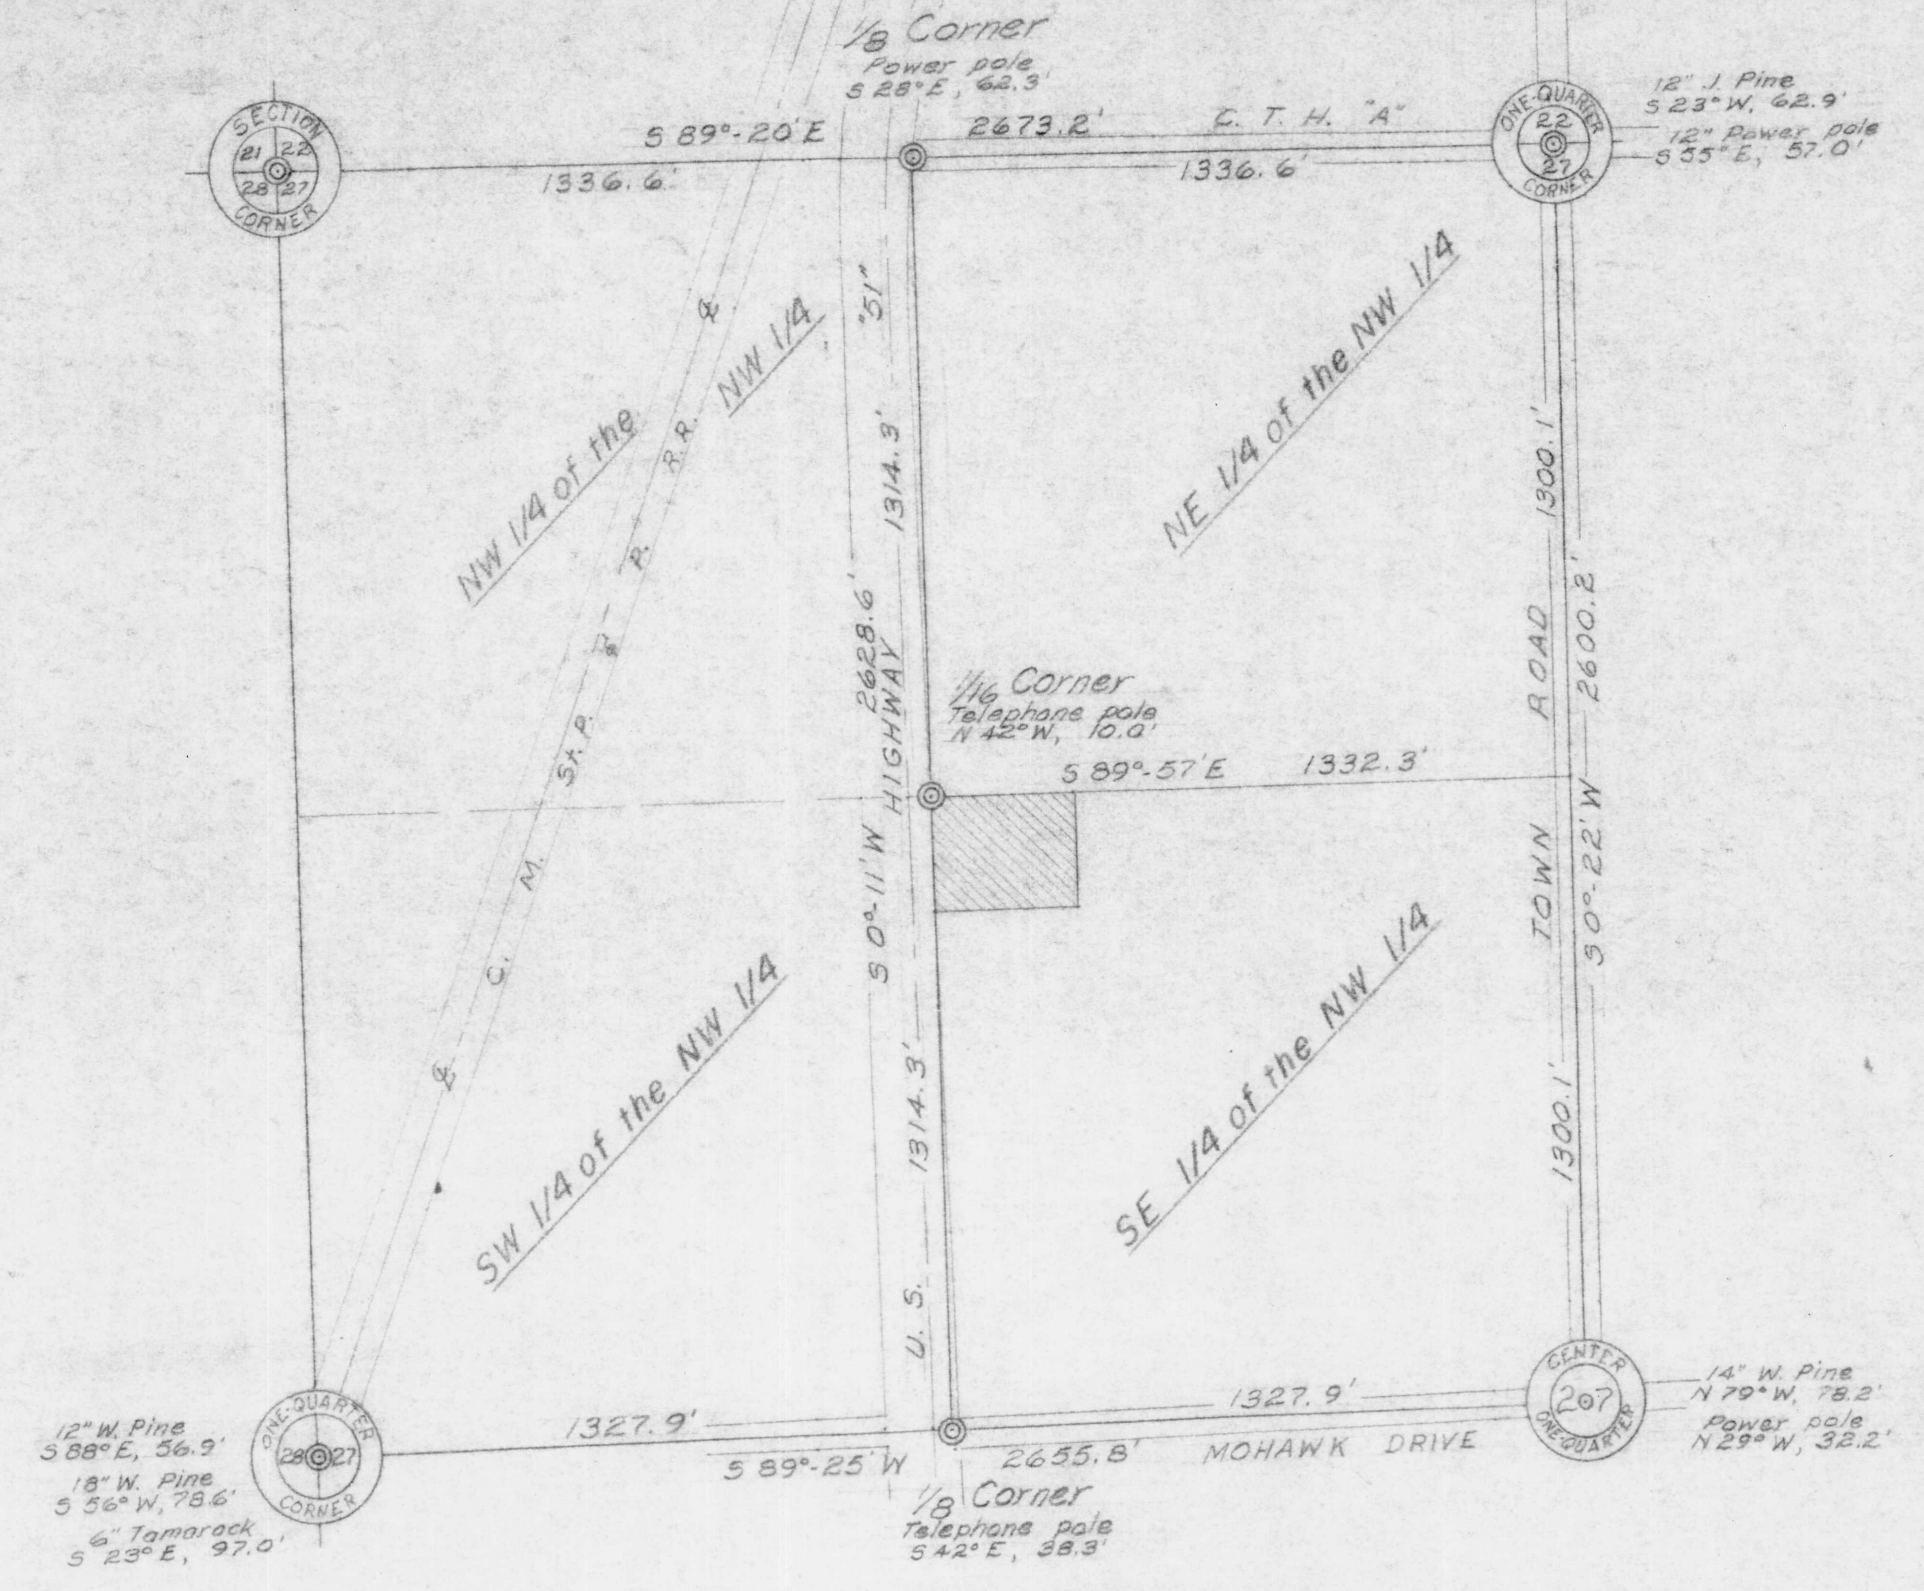 1/8 Corner
Power pole
S 28° E, 62.3'
SECTION
21 22
28 27
CORNER
S 89°-20' E
2673.2'
C. T. H. "A"
1336.6'
1336.6'
ONE-QUARTER
22
27
CORNER
12" J. Pine
S 23° W, 62.9'
12" Power pole
S 55° E, 57.0'
NW 1/4 of the NW 1/4
NE 1/4 of the NW 1/4
℄
C. M. St. P. & P. R. R.
℄
U. S. HIGHWAY "51"
1314.3'
2628.6'
S 0°-11' W
1314.3'
1/16 Corner
Telephone pole
N 42° W, 10.0'
S 89°-57' E 1332.3'
TOWN ROAD
1300.1'
2600.2'
S 0°-22' W
1300.1'
SW 1/4 of the NW 1/4
SE 1/4 of the NW 1/4
12" W. Pine
S 88° E, 56.9'
18" W. Pine
S 56° W, 78.6'
6" Tamarack
S 23° E, 97.0'
ONE-QUARTER
28 27
CORNER
1327.9'
S 89°-25' W
1327.9'
2655.8'
MOHAWK DRIVE
1/8 Corner
Telephone pole
S 42° E, 38.3'
CENTER
27
ONE-QUARTER
14" W. Pine
N 79° W, 78.2'
Power pole
N 29° W, 32.2'